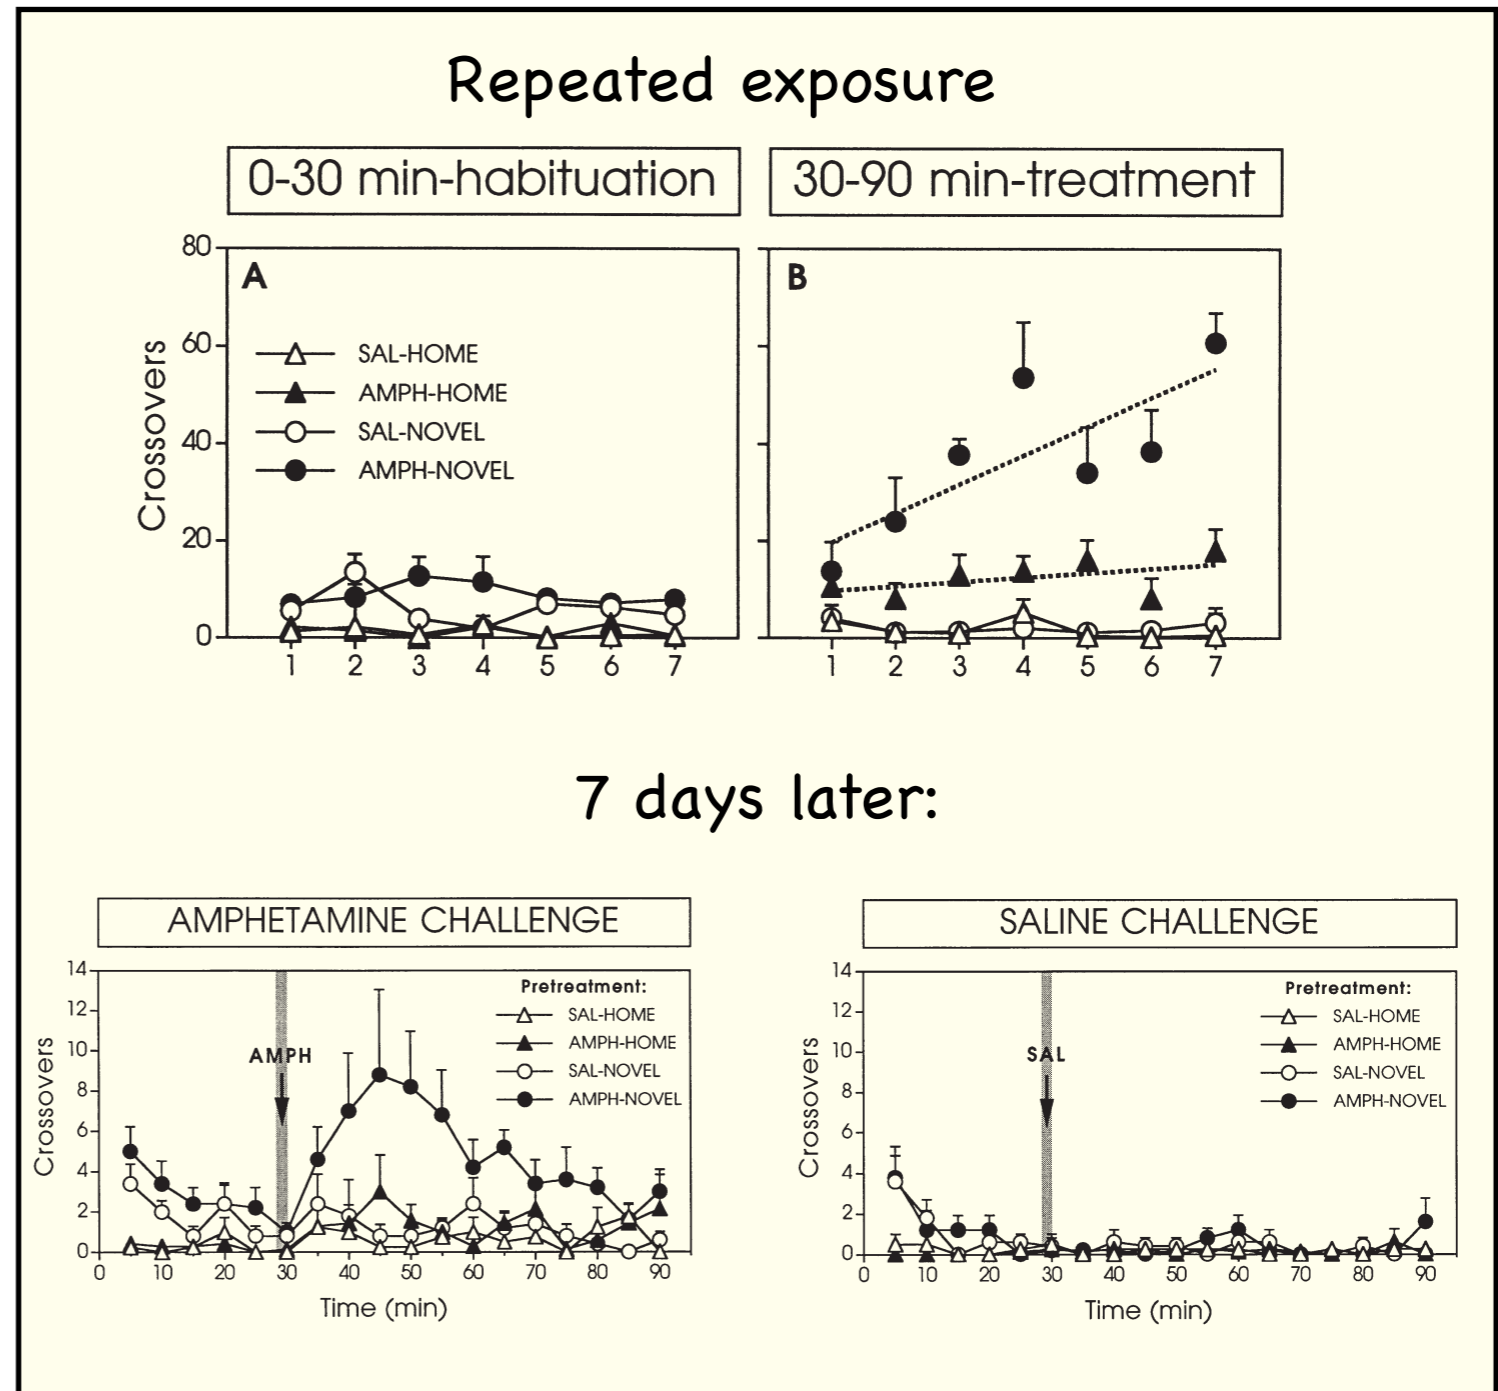 Repeated exposure
0-30 min-habituation
30-90 min-treatment
A
B
Crossovers
80
60
40
20
0
SAL-HOME
AMPH-HOME
SAL-NOVEL
AMPH-NOVEL
1 2 3 4 5 6 7
1 2 3 4 5 6 7
7 days later:
AMPHETAMINE CHALLENGE
Crossovers
14
12
10
8
6
4
2
0
Pretreatment:
SAL-HOME
AMPH-HOME
SAL-NOVEL
AMPH-NOVEL
AMPH
0 10 20 30 40 50 60 70 80 90
Time (min)
SALINE CHALLENGE
Crossovers
14
12
10
8
6
4
2
0
Pretreatment:
SAL-HOME
AMPH-HOME
SAL-NOVEL
AMPH-NOVEL
SAL
0 10 20 30 40 50 60 70 80 90
Time (min)